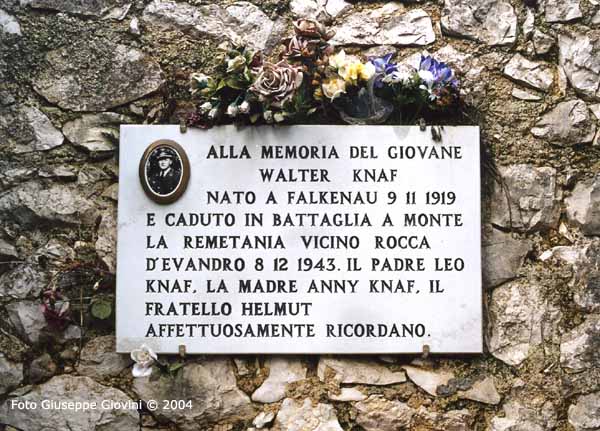 ALLA MEMORIA DEL GIOVANE
WALTER KNAF
NATO A FALKENAU 9 11 1919
E CADUTO IN BATTAGLIA A MONTE
LA REMETANIA VICINO ROCCA
D'EVANDRO 8 12 1943. IL PADRE LEO
KNAF, LA MADRE ANNY KNAF, IL
FRATELLO HELMUT
AFFETTUOSAMENTE RICORDANO.
Foto Giuseppe Giovini © 2004